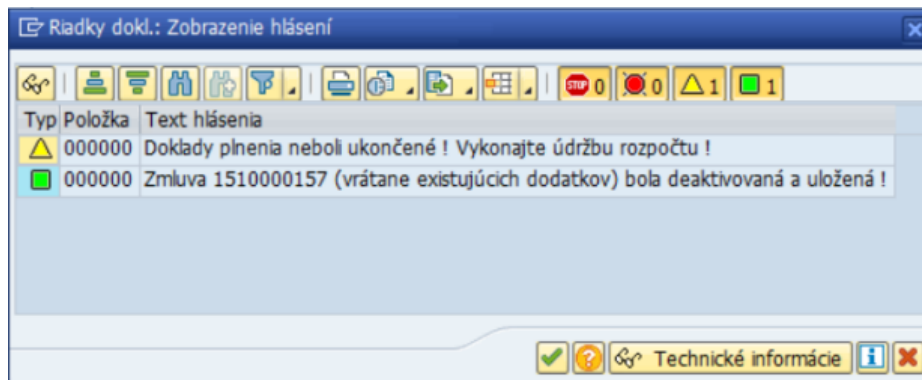 Riadky dokl.: Zobrazenie hlásení
STOP 0 0 1 1
Typ Položka Text hlásenia
000000 Doklady plnenia neboli ukončené ! Vykonajte údržbu rozpočtu !
000000 Zmluva 1510000157 (vrátane existujúcich dodatkov) bola deaktivovaná a uložená !
Technické informácie